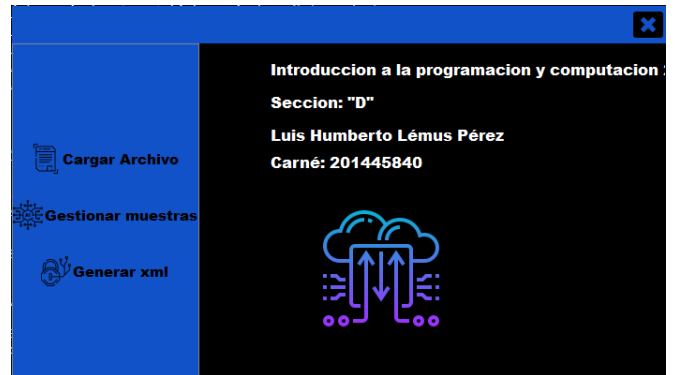 Introduccion a la programacion y computacion
Seccion: "D"
Luis Humberto Lémus Pérez
Carné: 201445840
Cargar Archivo
Gestionar muestras
Generar xml